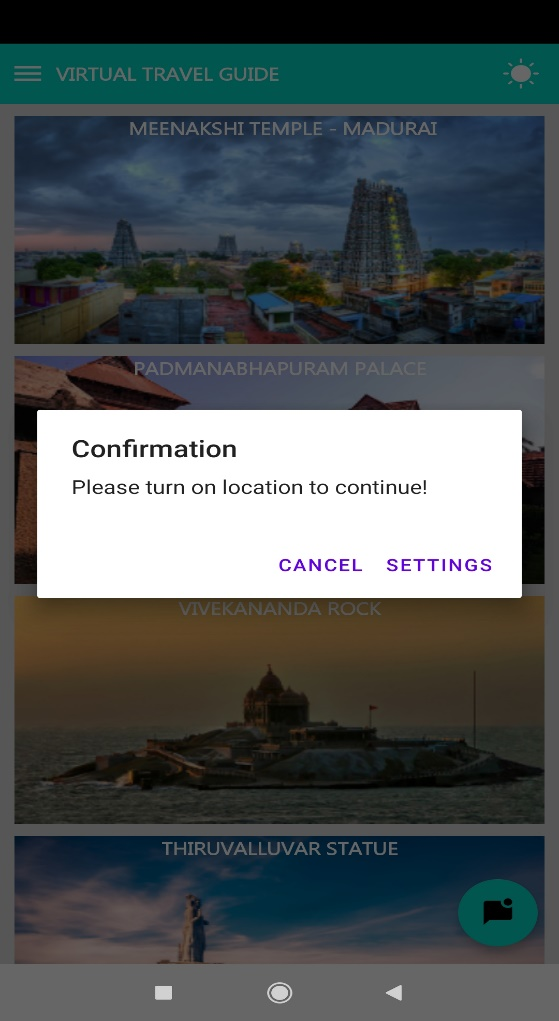 VIRTUAL TRAVEL GUIDE
MEENAKSHI TEMPLE - MADURAI
PADMANABHAPURAM PALACE
Confirmation
Please turn on location to continue!
CANCEL SETTINGS
VIVEKANANDA ROCK
THIRUVALLUVAR STATUE